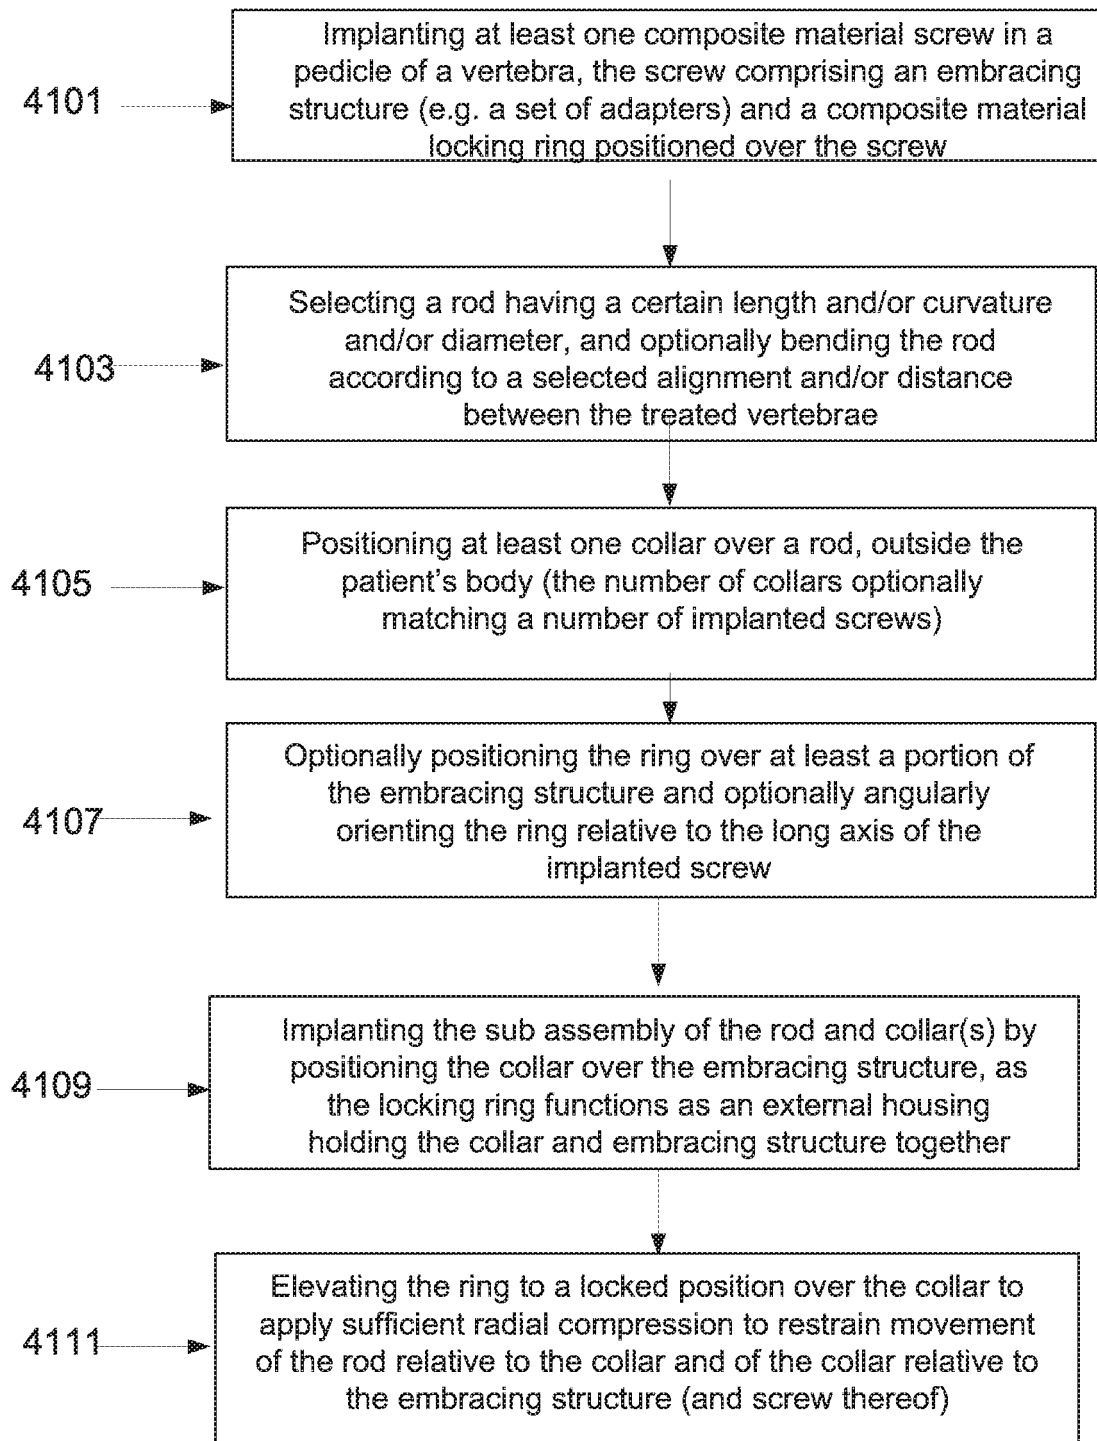 4101
Implanting at least one composite material screw in a
pedicle of a vertebra, the screw comprising an embracing
structure (e.g. a set of adapters) and a composite material
locking ring positioned over the screw
4103
Selecting a rod having a certain length and/or curvature
and/or diameter, and optionally bending the rod
according to a selected alignment and/or distance
between the treated vertebrae
4105
Positioning at least one collar over a rod, outside the
patient's body (the number of collars optionally
matching a number of implanted screws)
4107
Optionally positioning the ring over at least a portion of
the embracing structure and optionally angularly
orienting the ring relative to the long axis of the
implanted screw
4109
Implanting the sub assembly of the rod and collar(s) by
positioning the collar over the embracing structure, as
the locking ring functions as an external housing
holding the collar and embracing structure together
4111
Elevating the ring to a locked position over the collar to
apply sufficient radial compression to restrain movement
of the rod relative to the collar and of the collar relative to
the embracing structure (and screw thereof)